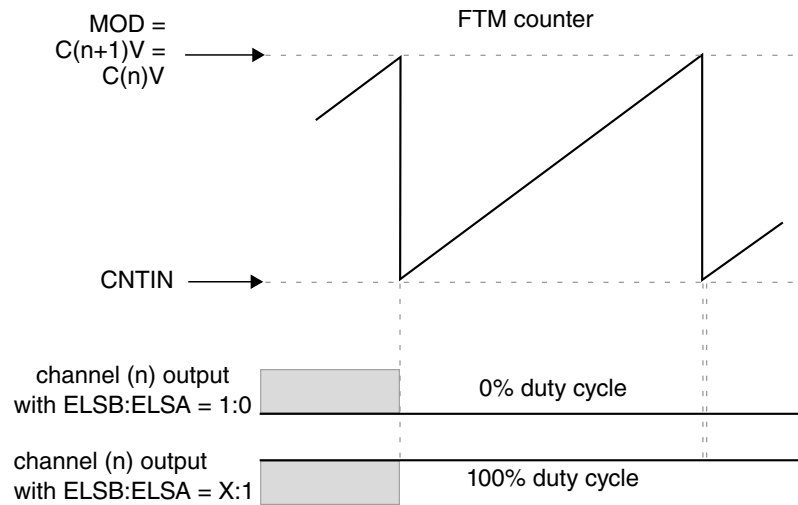 MOD =
C(n+1)V =
C(n)V
FTM counter
CNTIN
channel (n) output
with ELSB:ELSA = 1:0
0% duty cycle
channel (n) output
with ELSB:ELSA = X:1
100% duty cycle